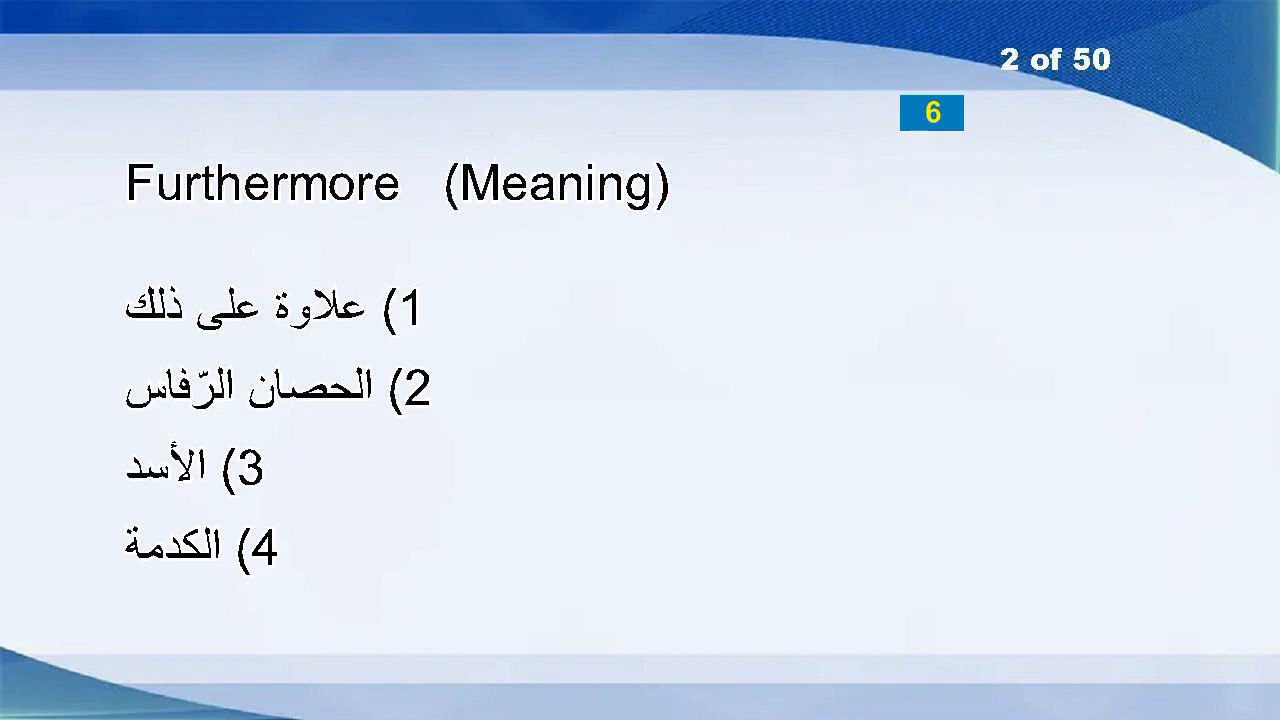 2 of 50
6
Furthermore (Meaning)
1) علاوة على ذلك
2) الحصان الرّفاس
3) الأسد
4) الكدمة